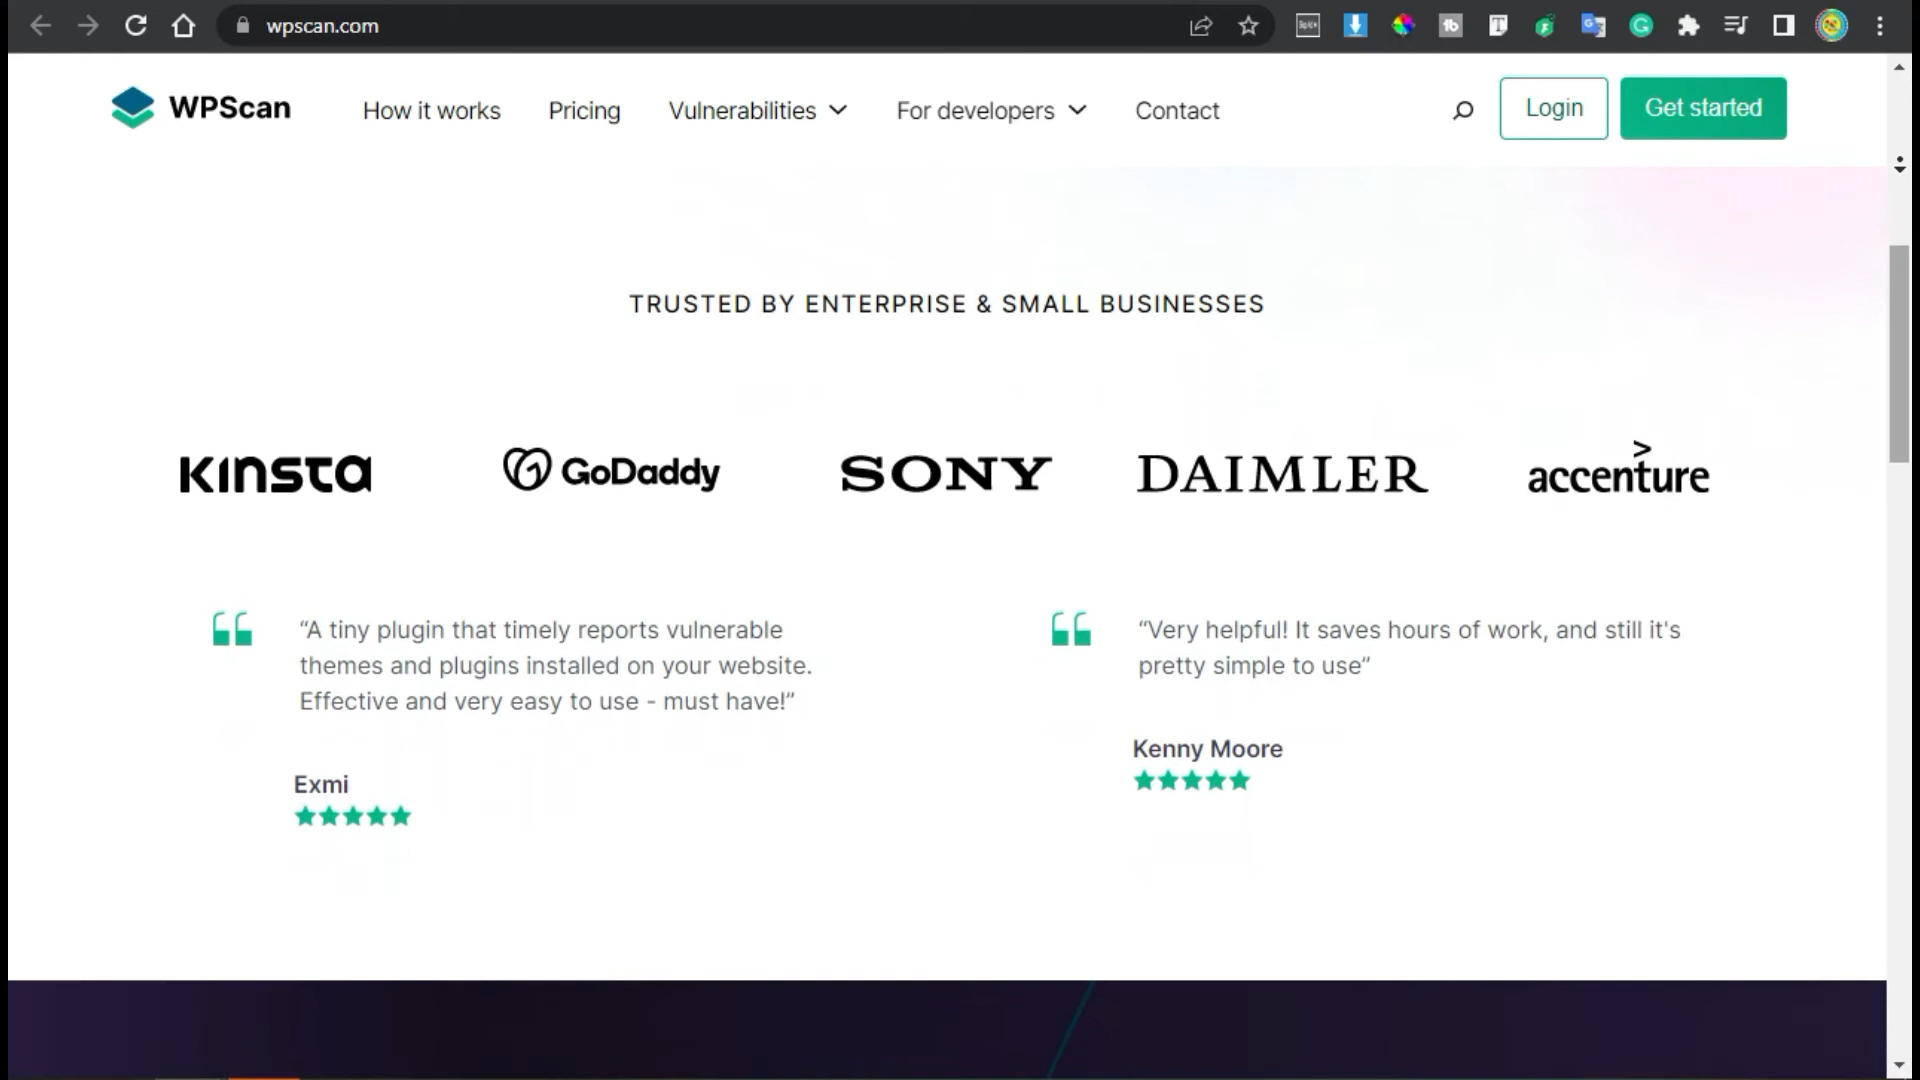 wpscan.com
WPScan
How it works
Pricing
Vulnerabilities
For developers
Contact
Login
Get started
TRUSTED BY ENTERPRISE & SMALL BUSINESSES
KINSTA
GoDaddy
SONY
DAIMLER
accenture
“A tiny plugin that timely reports vulnerable
themes and plugins installed on your website.
Effective and very easy to use - must have!”
Exmi
“Very helpful! It saves hours of work, and still it's
pretty simple to use”
Kenny Moore